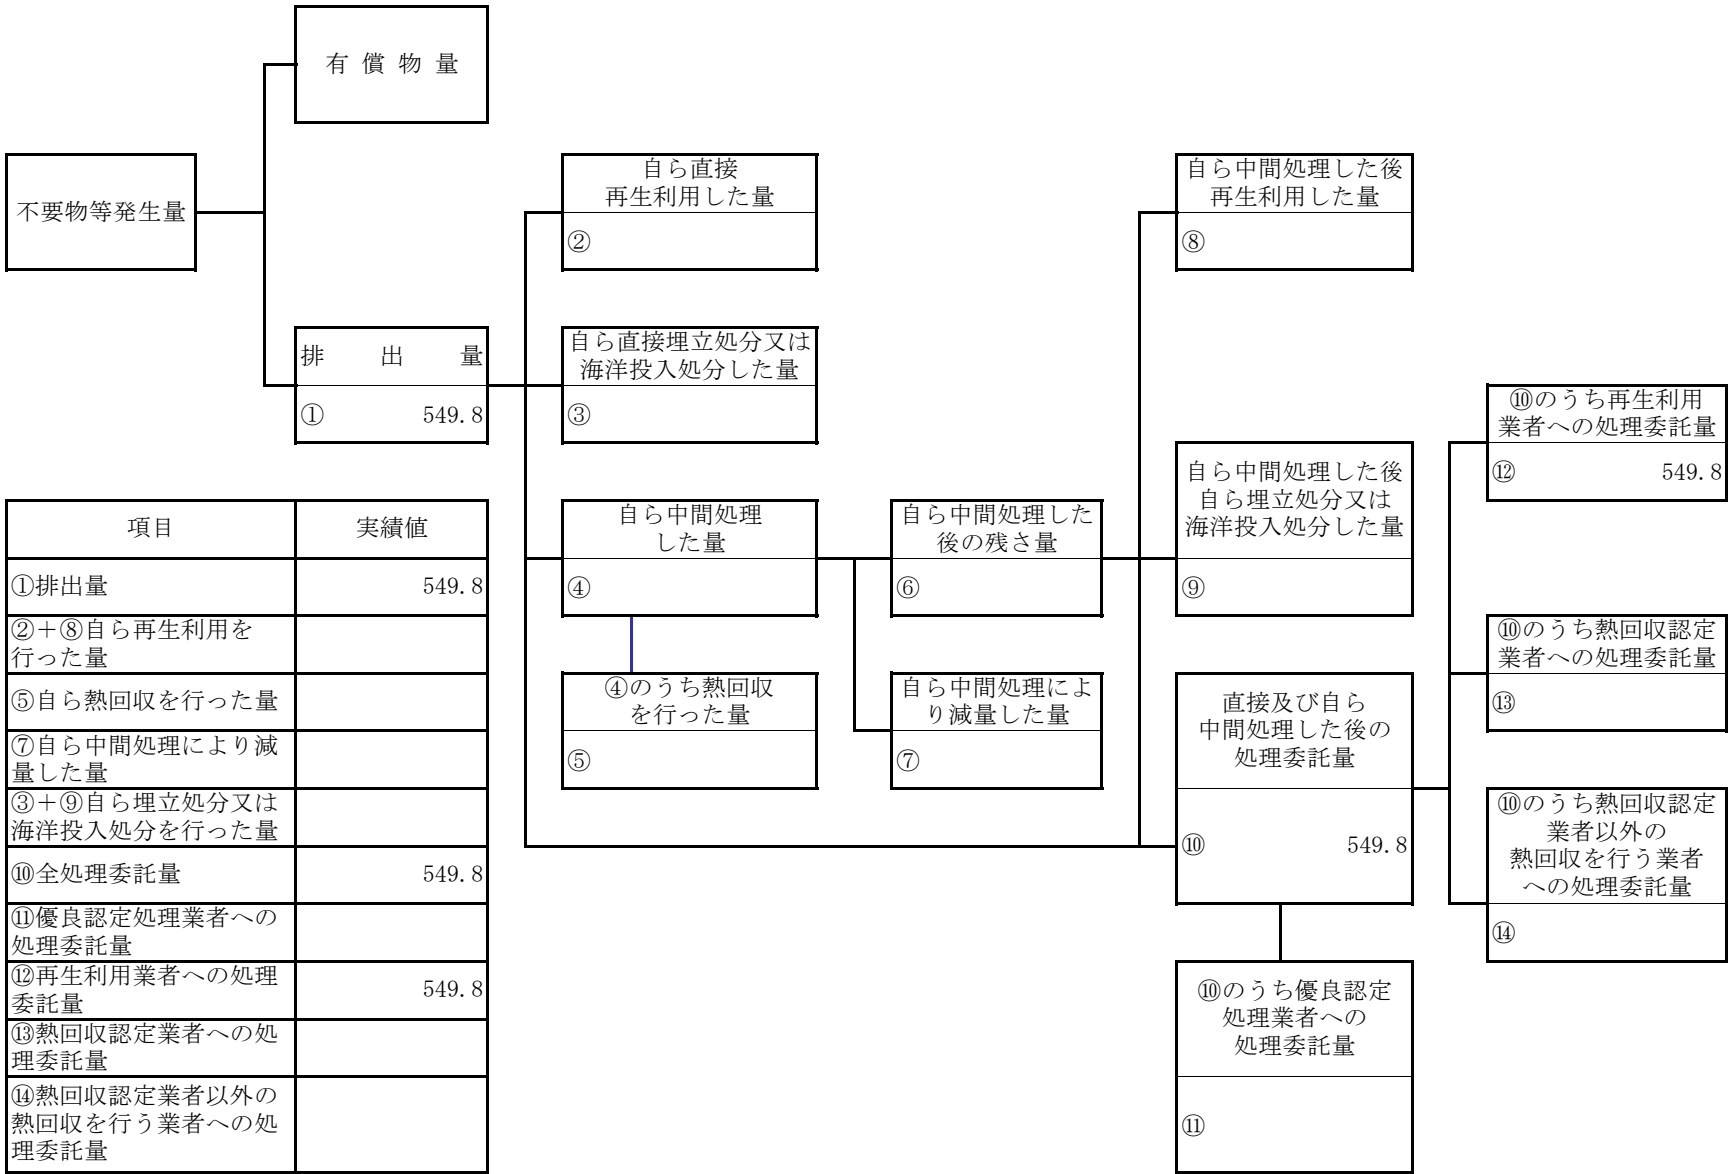 有償物量
不要物等発生量
自ら直接
再生利用した量
②
自ら中間処理した後
再生利用した量
⑧
排出量
① 549.8
自ら直接埋立処分又は
海洋投入処分した量
③
⑩のうち再生利用
業者への処理委託量
⑫ 549.8
自ら中間処理
した量
④
自ら中間処理した
後の残さ量
⑥
自ら中間処理した後
自ら埋立処分又は
海洋投入処分した量
⑨
⑩のうち熱回収認定
業者への処理委託量
⑬
④のうち熱回収
を行った量
⑤
自ら中間処理によ
り減量した量
⑦
直接及び自ら
中間処理した後の
処理委託量
⑩ 549.8
⑩のうち熱回収認定
業者以外の
熱回収を行う業者
への処理委託量
⑭
⑩のうち優良認定
処理業者への
処理委託量
⑪
項目 実績値
①排出量 549.8
②＋⑧自ら再生利用を
行った量
⑤自ら熱回収を行った量
⑦自ら中間処理により減
量した量
③＋⑨自ら埋立処分又は
海洋投入処分を行った量
⑩全処理委託量 549.8
⑪優良認定処理業者への
処理委託量
⑫再生利用業者への処理
委託量 549.8
⑬熱回収認定業者への処
理委託量
⑭熱回収認定業者以外の
熱回収を行う業者への処
理委託量